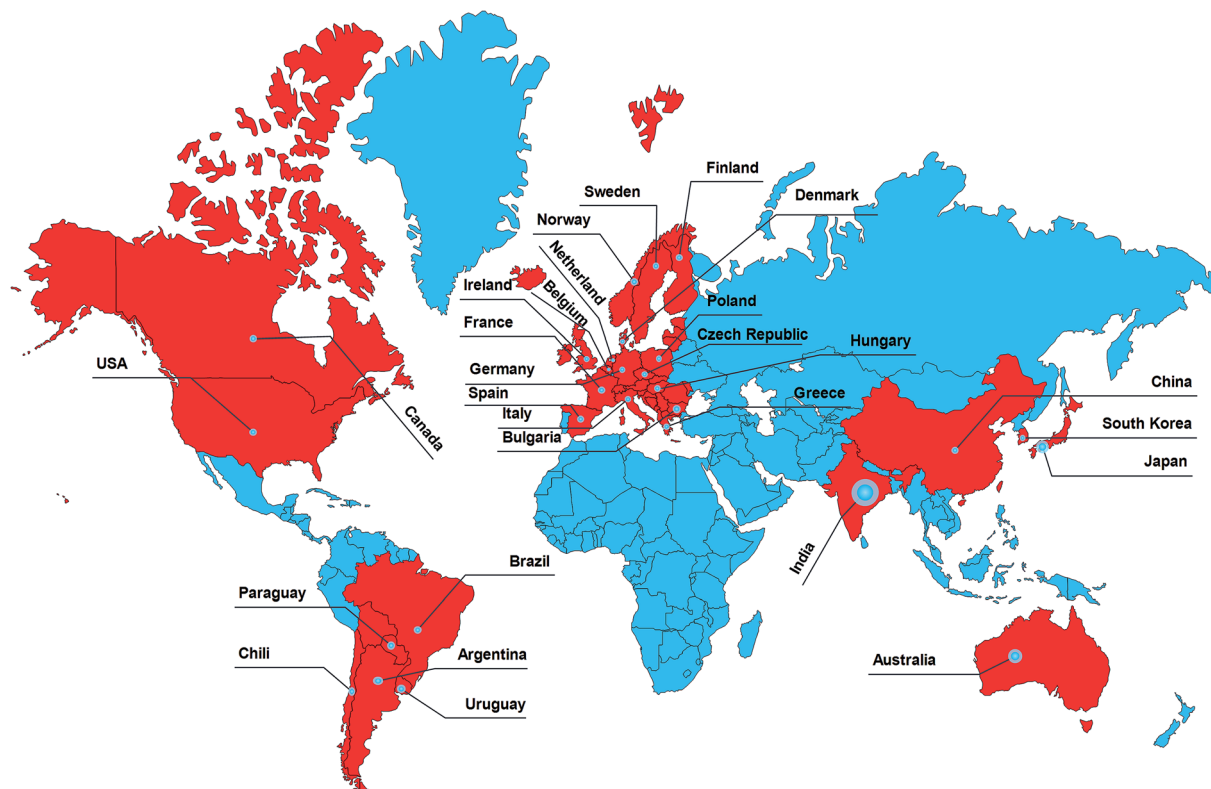 Finland
Sweden
Denmark
Norway
Netherland
Ireland
Belgium
Poland
France
Czech Republic
Hungary
USA
Germany
China
Spain
Greece
Italy
Canada
South Korea
Bulgaria
Japan
India
Brazil
Paraguay
Chili
Argentina
Australia
Uruguay